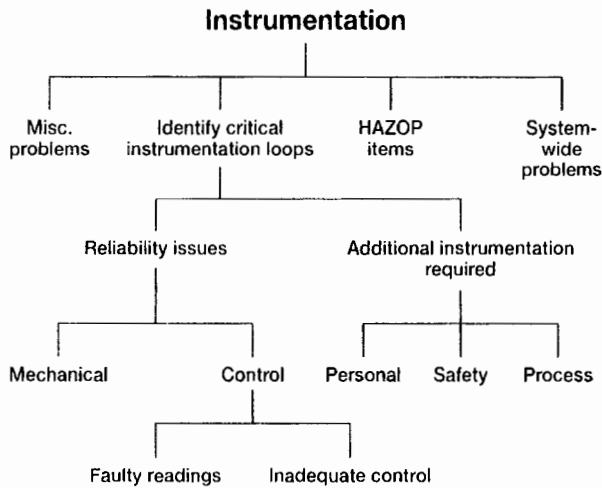 Instrumentation
Misc.
problems
Identify critical
instrumentation loops
HAZOP
items
System-
wide
problems
Reliability issues
Additional instrumentation
required
Mechanical
Control
Personal
Safety
Process
Faulty readings
Inadequate control